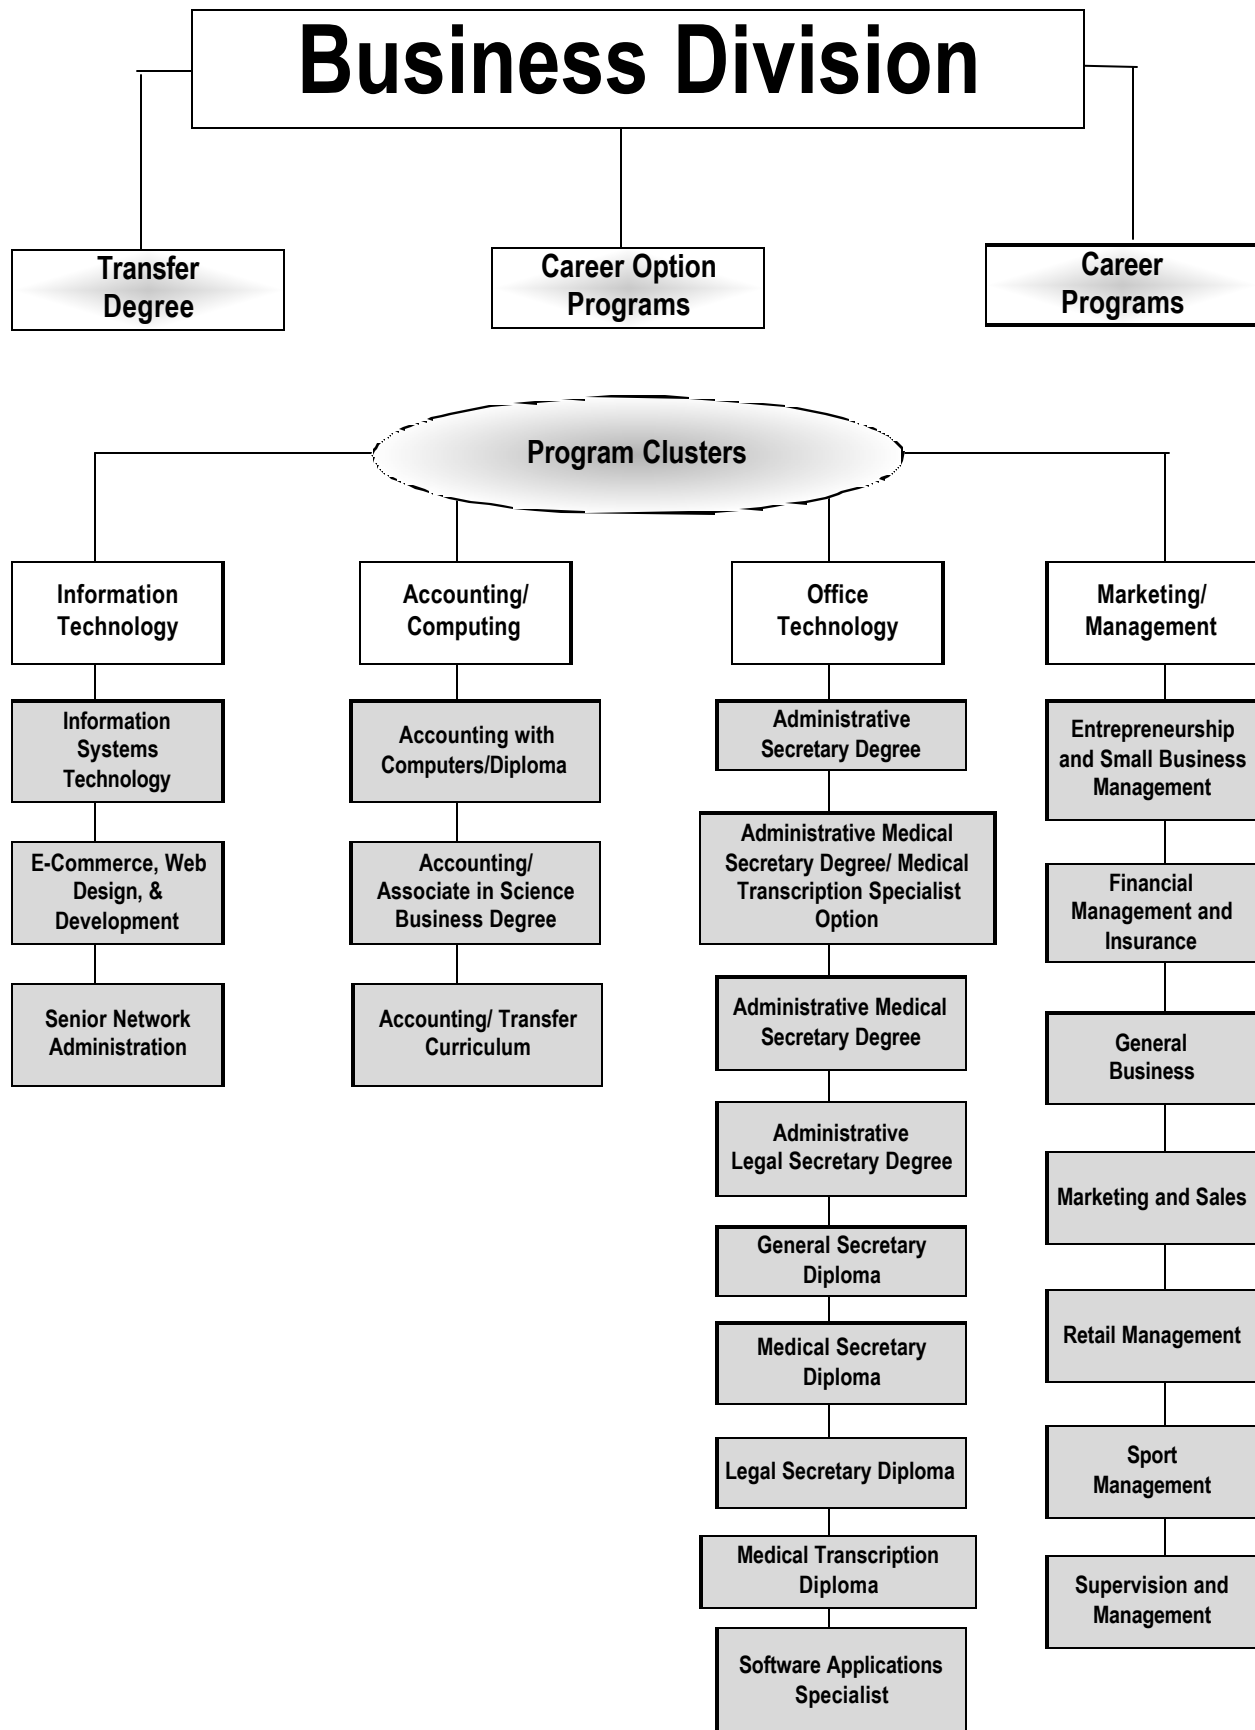 Business Division
Transfer
Degree
Career Option
Programs
Career
Programs
Program Clusters
Information
Technology
Accounting/
Computing
Office
Technology
Marketing/
Management
Information
Systems
Technology
E-Commerce, Web
Design, &
Development
Senior Network
Administration
Accounting with
Computers/Diploma
Accounting/
Associate in Science
Business Degree
Accounting/ Transfer
Curriculum
Administrative
Secretary Degree
Administrative Medical
Secretary Degree/ Medical
Transcription Specialist
Option
Administrative Medical
Secretary Degree
Administrative
Legal Secretary Degree
General Secretary
Diploma
Medical Secretary
Diploma
Legal Secretary Diploma
Medical Transcription
Diploma
Software Applications
Specialist
Entrepreneurship
and Small Business
Management
Financial
Management and
Insurance
General
Business
Marketing and Sales
Retail Management
Sport
Management
Supervision and
Management